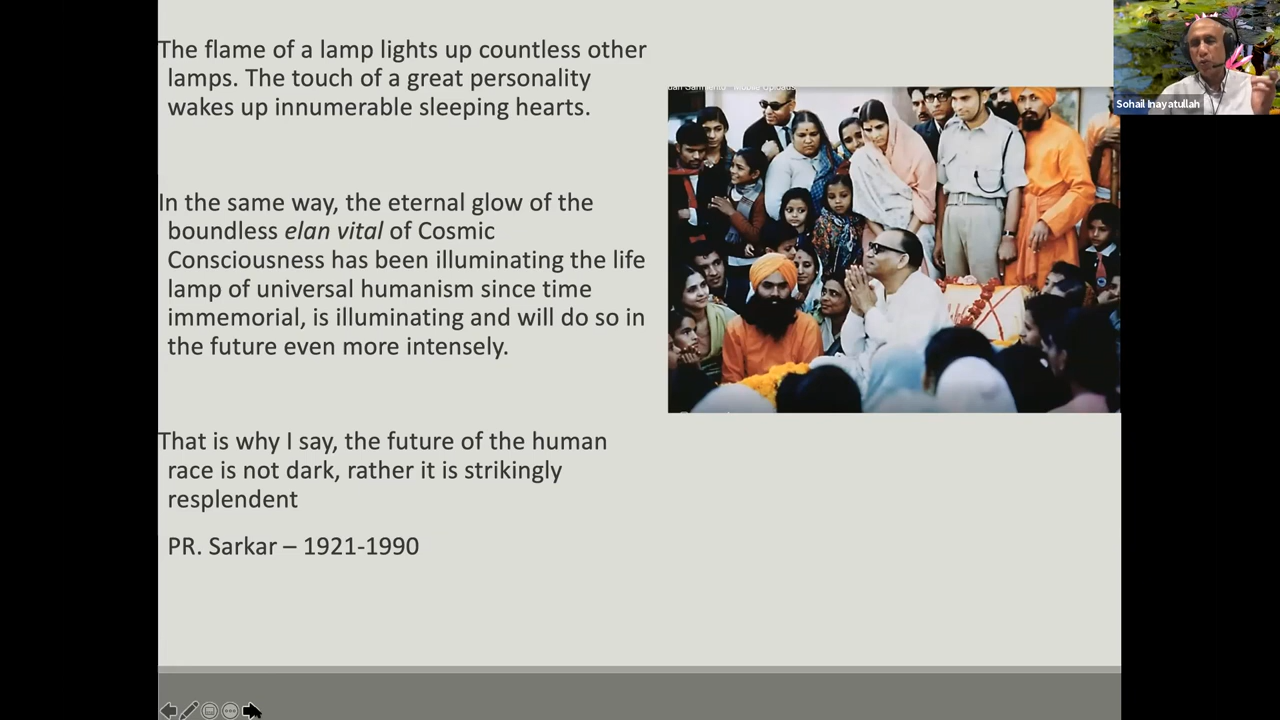 The flame of a lamp lights up countless other
lamps. The touch of a great personality
wakes up innumerable sleeping hearts.
In the same way, the eternal glow of the
boundless elan vital of Cosmic
Consciousness has been illuminating the life
lamp of universal humanism since time
immemorial, is illuminating and will do so in
the future even more intensely.
That is why I say, the future of the human
race is not dark, rather it is strikingly
resplendent
PR. Sarkar – 1921-1990
Sohail Inayatullah